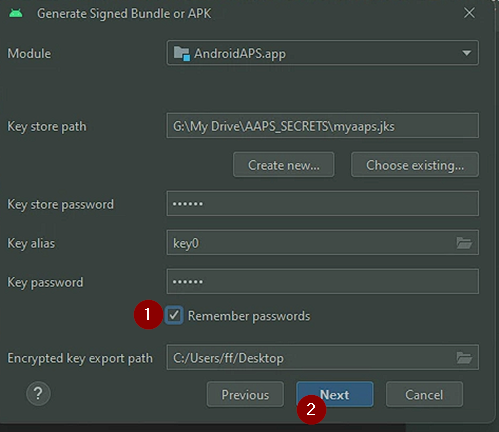 Generate Signed Bundle or APK
Module
AndroidAPS.app
Key store path
G:\My Drive\AAPS_SECRETS\myaaps.jks
Create new...
Choose existing...
Key store password
••••••
Key alias
key0
Key password
••••••
1
Remember passwords
Encrypted key export path
C:/Users/ff/Desktop
?
Previous
Next
Cancel
2